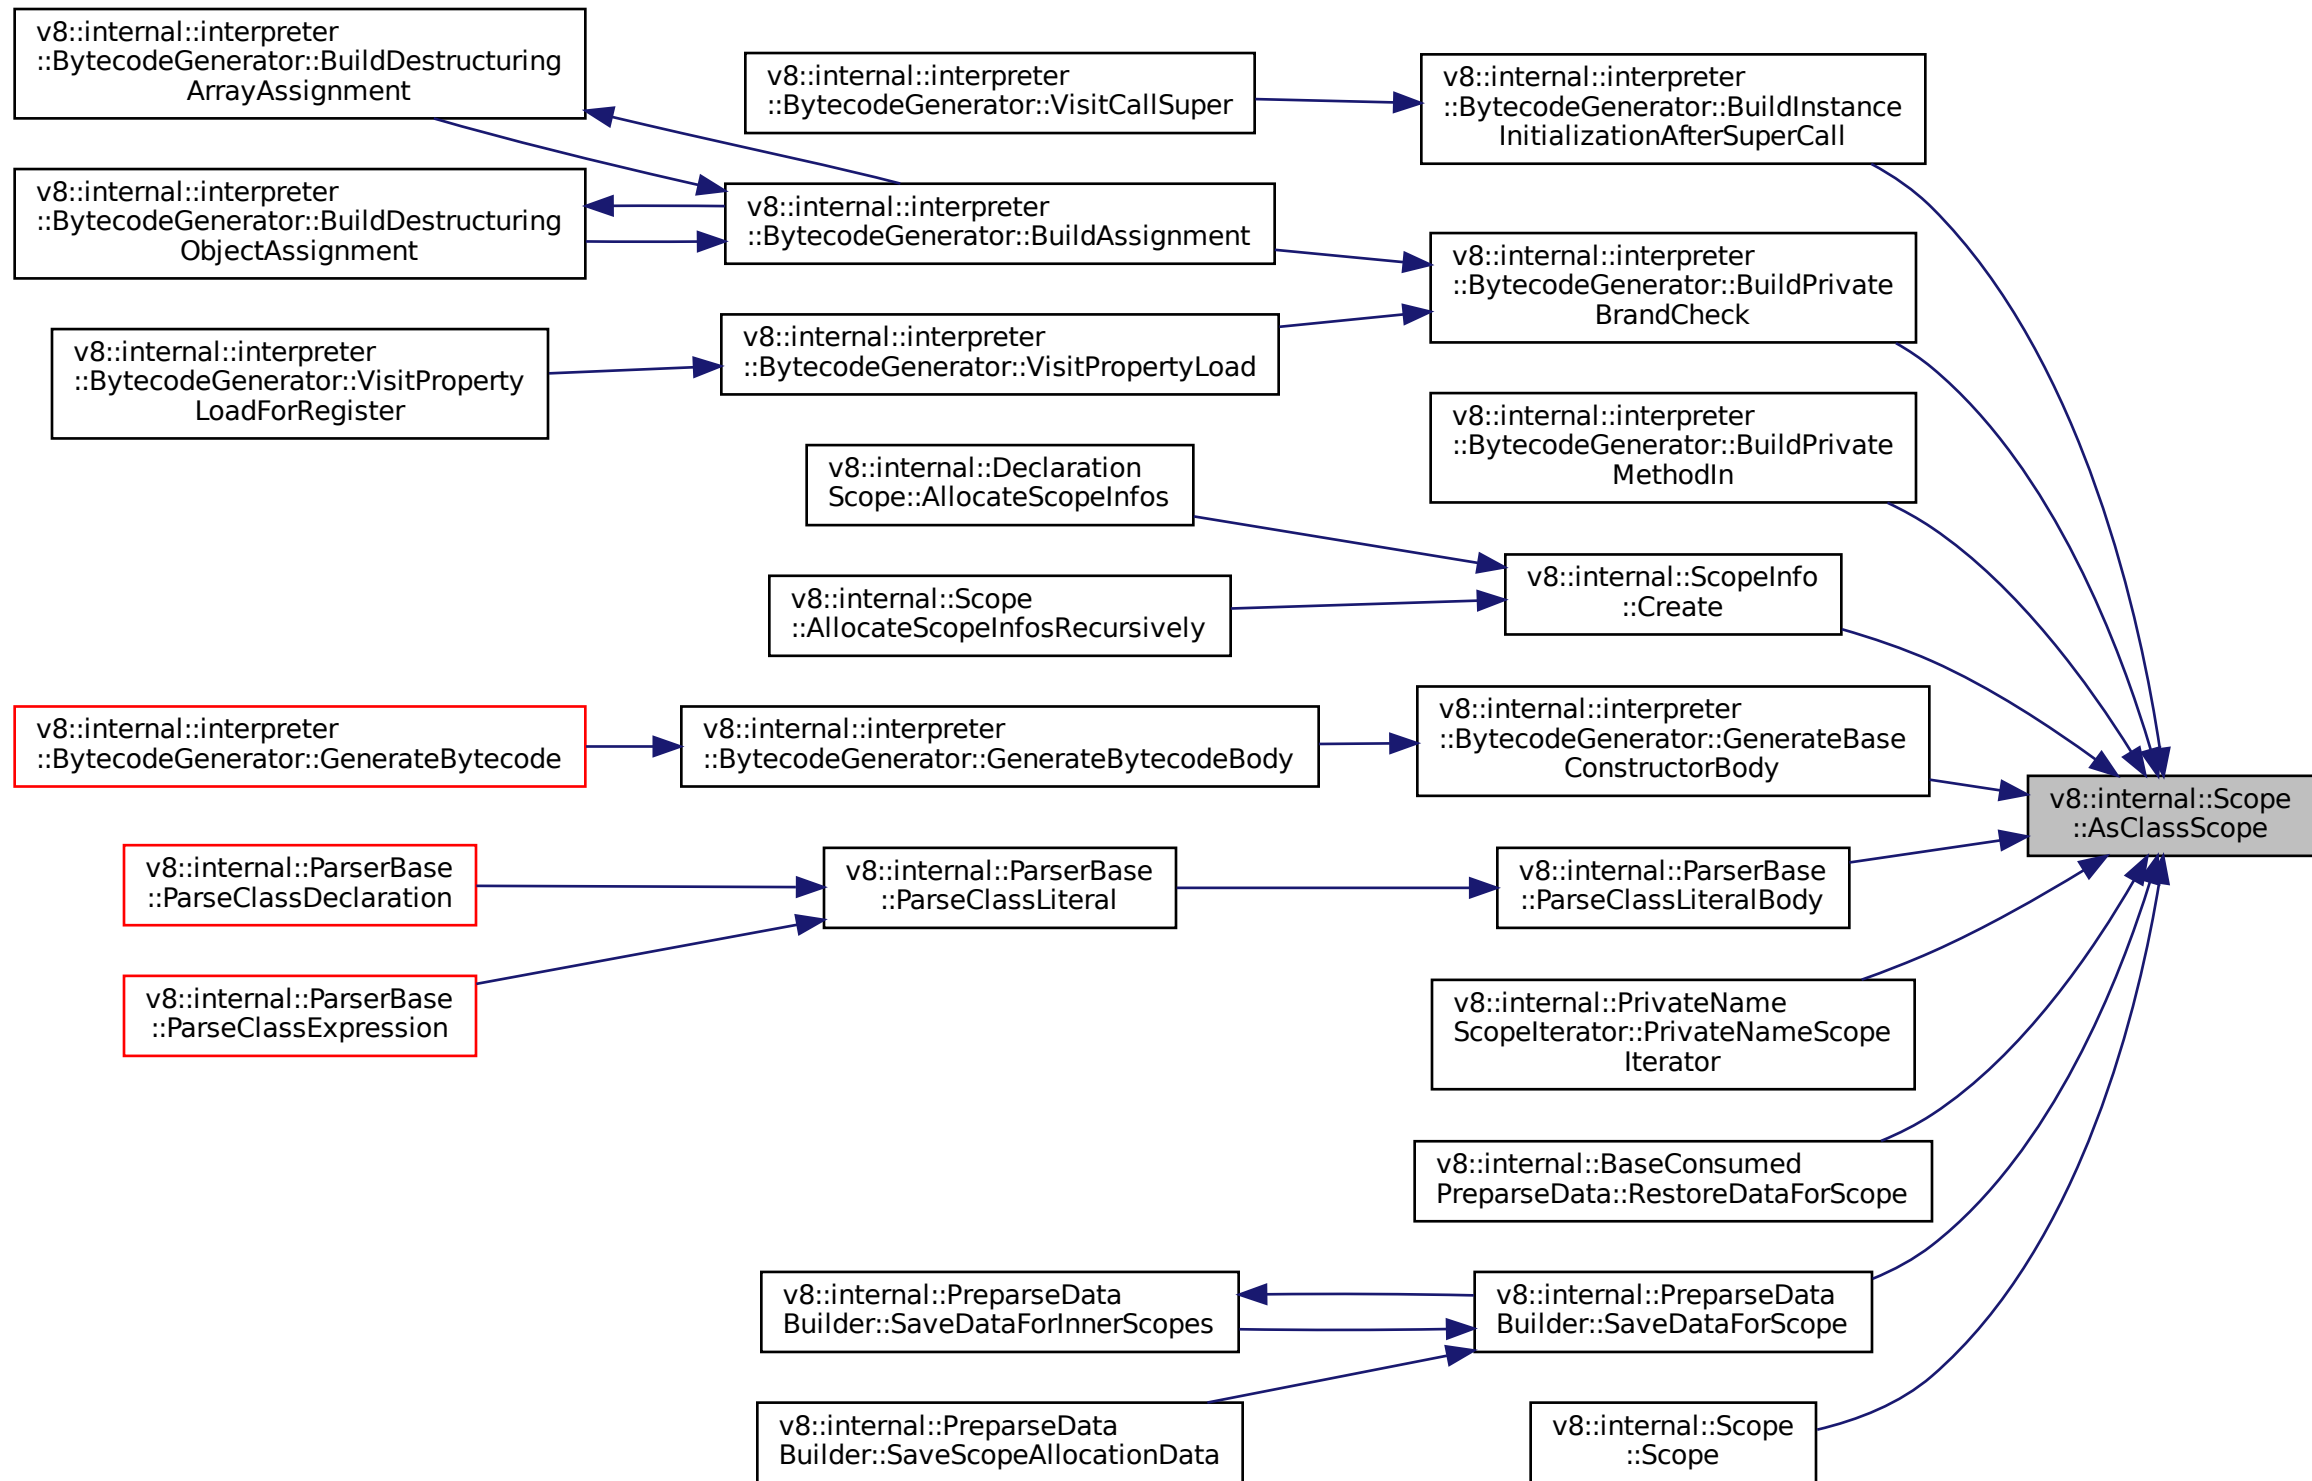 v8::internal::interpreter
::BytecodeGenerator::BuildDestructuring
ArrayAssignment
v8::internal::interpreter
::BytecodeGenerator::VisitCallSuper
v8::internal::interpreter
::BytecodeGenerator::BuildInstance
InitializationAfterSuperCall
v8::internal::interpreter
::BytecodeGenerator::BuildDestructuring
ObjectAssignment
v8::internal::interpreter
::BytecodeGenerator::BuildAssignment
v8::internal::interpreter
::BytecodeGenerator::BuildPrivate
BrandCheck
v8::internal::interpreter
::BytecodeGenerator::VisitProperty
LoadForRegister
v8::internal::interpreter
::BytecodeGenerator::VisitPropertyLoad
v8::internal::interpreter
::BytecodeGenerator::BuildPrivate
MethodIn
v8::internal::Declaration
Scope::AllocateScopeInfos
v8::internal::Scope
::AllocateScopeInfosRecursively
v8::internal::ScopeInfo
::Create
v8::internal::interpreter
::BytecodeGenerator::GenerateBytecode
v8::internal::interpreter
::BytecodeGenerator::GenerateBytecodeBody
v8::internal::interpreter
::BytecodeGenerator::GenerateBase
ConstructorBody
v8::internal::Scope
::AsClassScope
v8::internal::ParserBase
::ParseClassDeclaration
v8::internal::ParserBase
::ParseClassLiteral
v8::internal::ParserBase
::ParseClassLiteralBody
v8::internal::ParserBase
::ParseClassExpression
v8::internal::PrivateName
ScopeIterator::PrivateNameScope
Iterator
v8::internal::BaseConsumed
PreparseData::RestoreDataForScope
v8::internal::PreparseData
Builder::SaveDataForInnerScopes
v8::internal::PreparseData
Builder::SaveDataForScope
v8::internal::PreparseData
Builder::SaveScopeAllocationData
v8::internal::Scope
::Scope